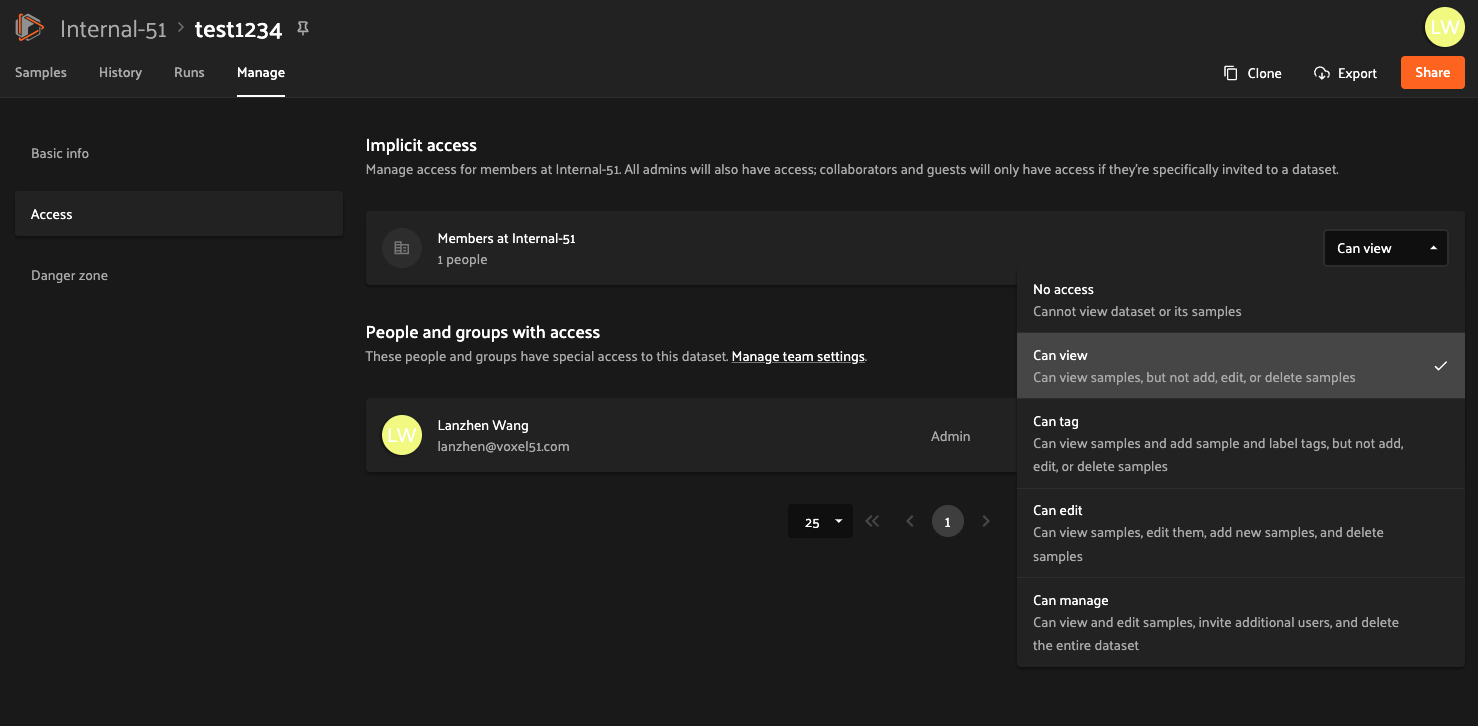 Internal-51 > test1234
LW
Samples
History
Runs
Manage
Clone
Export
Share
Basic info
Access
Danger zone
Implicit access
Manage access for members at Internal-51. All admins will also have access; collaborators and guests will only have access if they're specifically invited to a dataset.
Members at Internal-51
1 people
Can view
No access
Cannot view dataset or its samples
Can view
Can view samples, but not add, edit, or delete samples
Can tag
Can view samples and add sample and label tags, but not add,
edit, or delete samples
Can edit
Can view samples, edit them, add new samples, and delete
samples
Can manage
Can view and edit samples, invite additional users, and delete
the entire dataset
People and groups with access
These people and groups have special access to this dataset. Manage team settings.
LW
Lanzhen Wang
lanzhen@voxel51.com
Admin
25
1